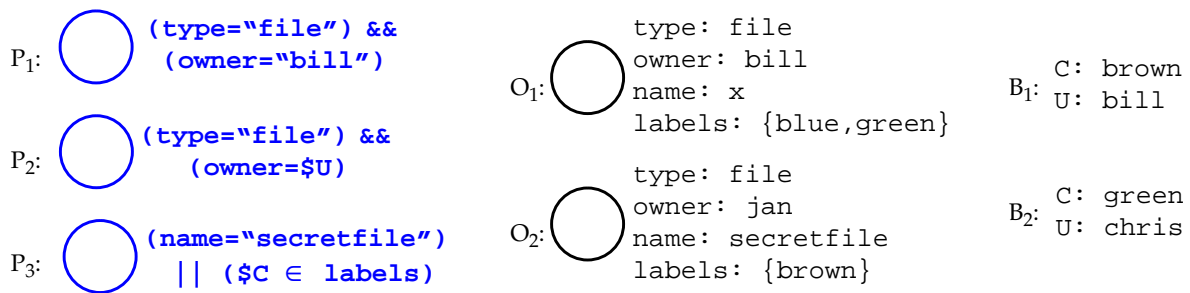 P₁: (type="file") &&
(owner="bill")
P₂: (type="file") &&
(owner=$U)
P₃: (name="secretfile")
|| ($C ∈ labels)
O₁: type: file
owner: bill
name: x
labels: {blue,green}
O₂: type: file
owner: jan
name: secretfile
labels: {brown}
B₁: C: brown
U: bill
B₂: C: green
U: chris